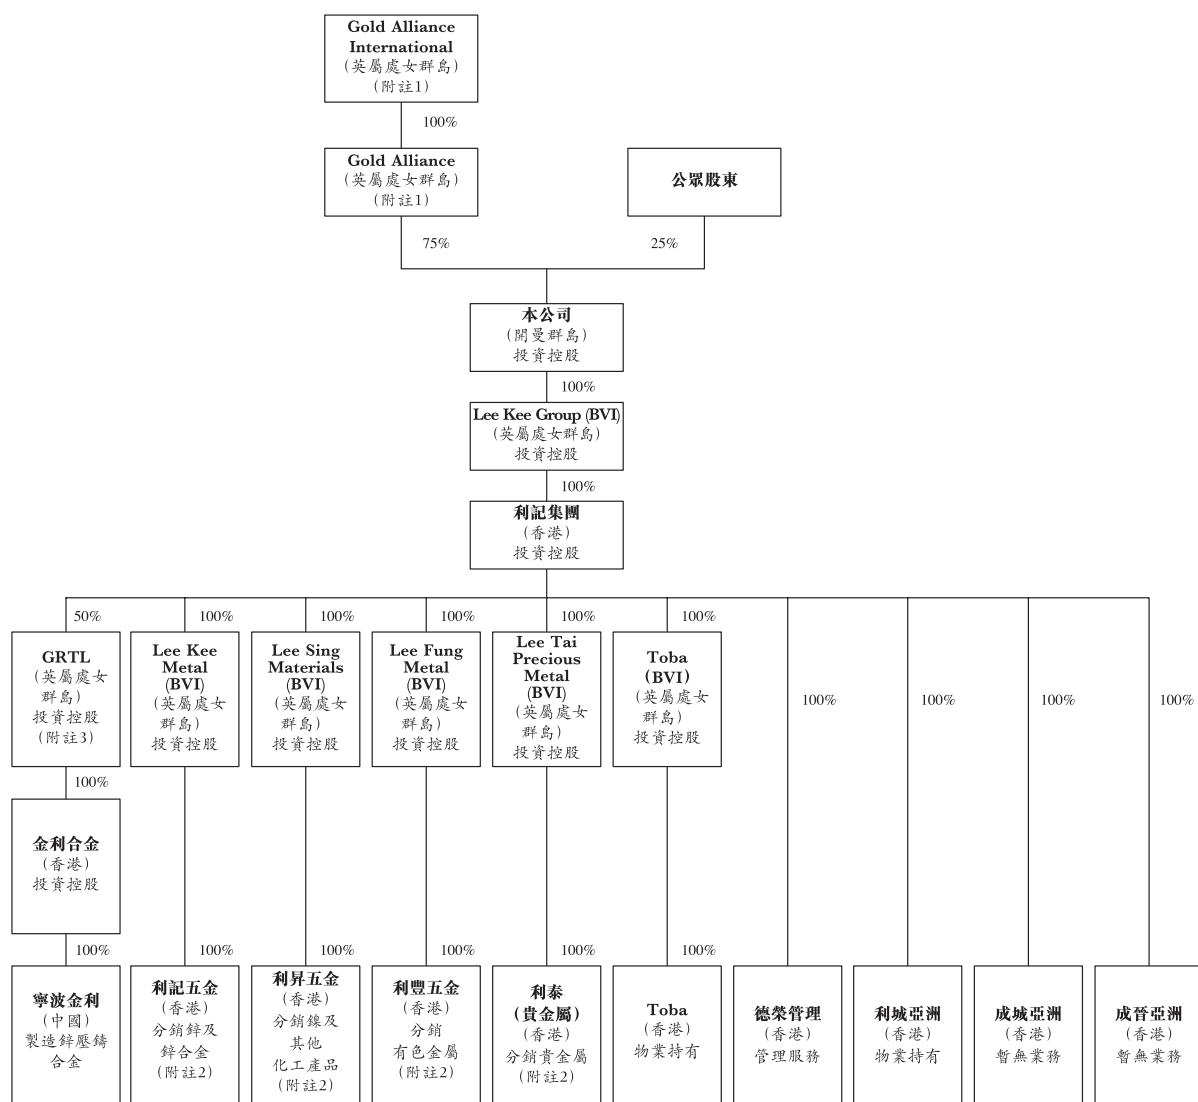 Gold Alliance
International
(英屬處女群島)
(附註1)
100%
Gold Alliance
(英屬處女群島)
(附註1)
公眾股東
75%
25%
本公司
(開曼群島)
投資控股
100%
Lee Kee Group (BVI)
(英屬處女群島)
投資控股
100%
利記集團
(香港)
投資控股
50%
100%
100%
100%
100%
100%
GRTL
(英屬處女
群島)
投資控股
(附註3)
Lee Kee
Metal
(BVI)
(英屬處女
群島)
投資控股
Lee Sing
Materials
(BVI)
(英屬處女
群島)
投資控股
Lee Fung
Metal
(BVI)
(英屬處女
群島)
投資控股
Lee Tai
Precious
Metal
(BVI)
(英屬處女
群島)
投資控股
Toba
(BVI)
(英屬處女
群島)
投資控股
100%
100%
100%
100%
100%
金利合金
(香港)
投資控股
100%
100%
100%
100%
100%
100%
寧波金利
(中國)
製造鋅壓鑄
合金
利記五金
(香港)
分銷鋅及
鋅合金
(附註2)
利昇五金
(香港)
分銷鎳及
其他
化工產品
(附註2)
利豐五金
(香港)
分銷
有色金屬
(附註2)
利泰
(貴金屬)
(香港)
分銷貴金屬
(附註2)
Toba
(香港)
物業持有
德榮管理
(香港)
管理服務
利城亞洲
(香港)
物業持有
成城亞洲
(香港)
暫無業務
成晉亞洲
(香港)
暫無業務